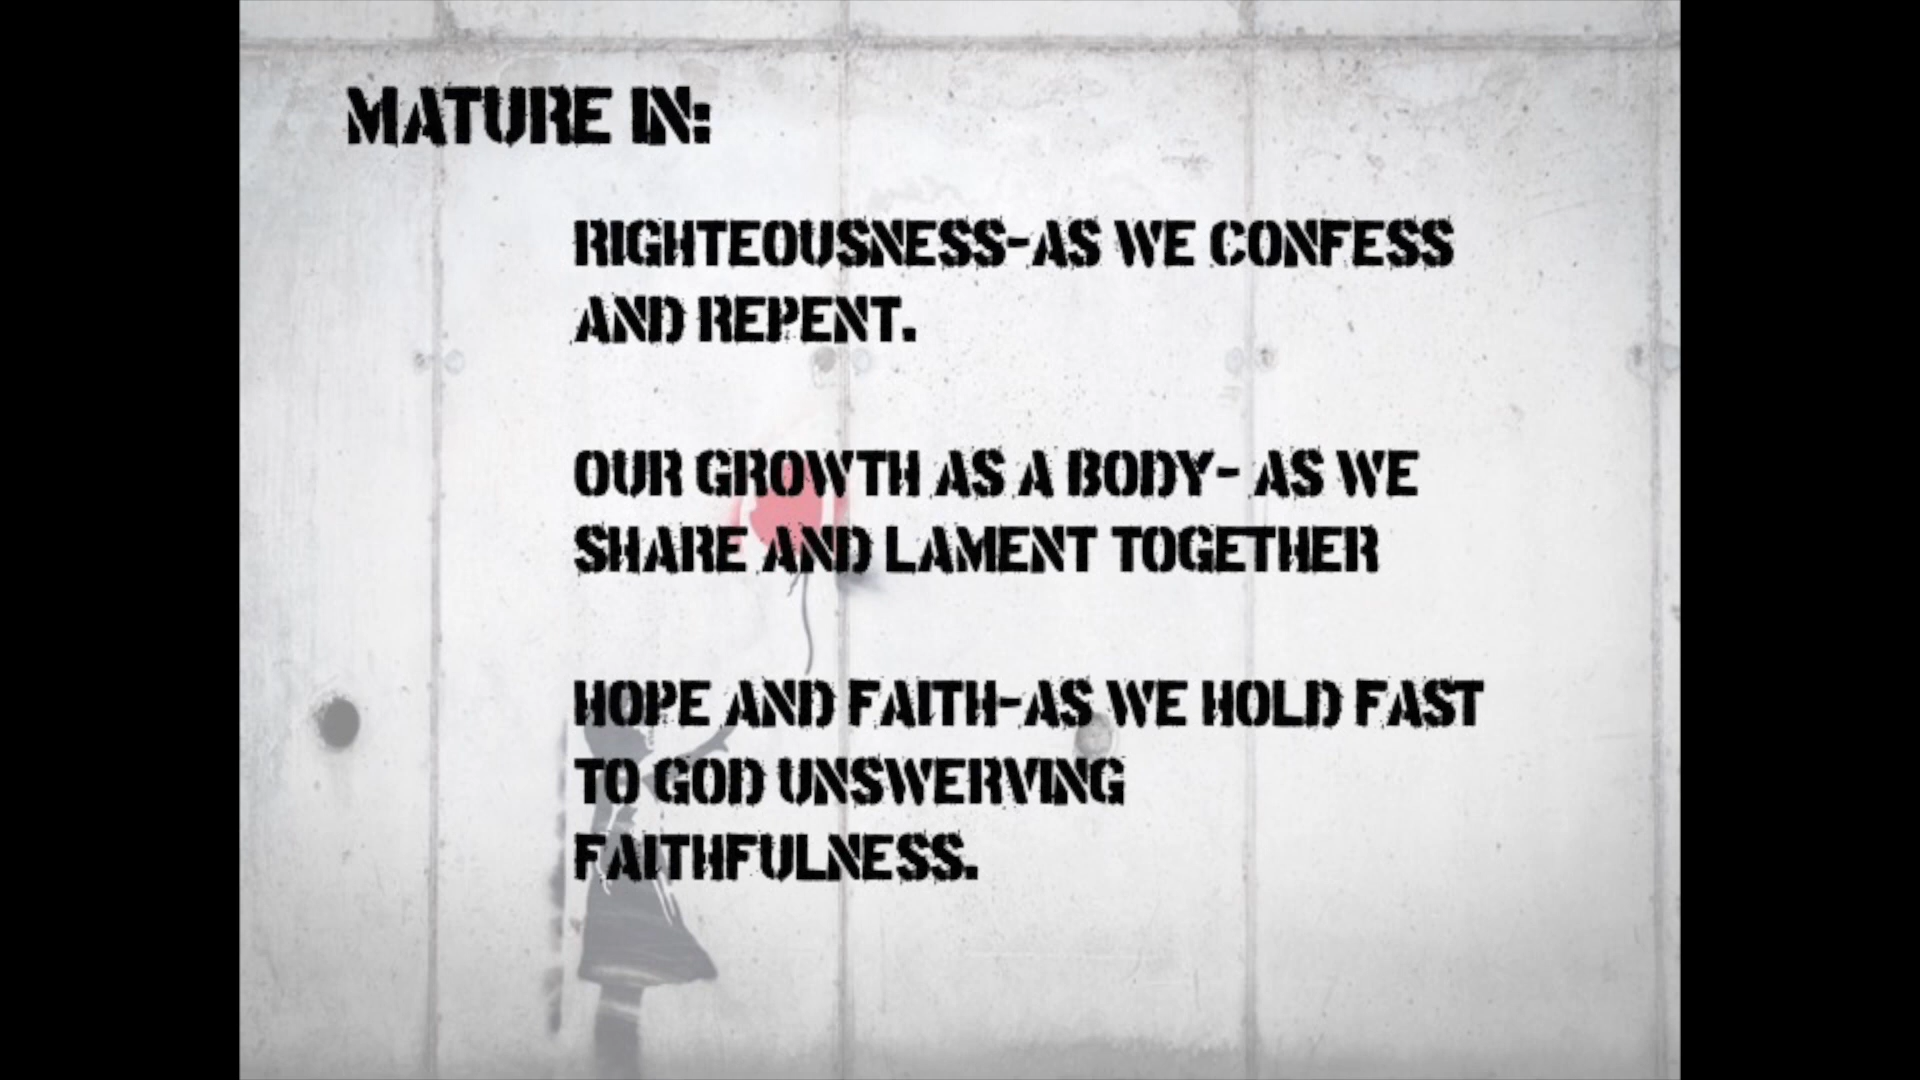 MATURE IN:
RIGHTEOUSNESS-AS WE CONFESS
AND REPENT.
OUR GROWTH AS A BODY- AS WE
SHARE AND LAMENT TOGETHER
HOPE AND FAITH-AS WE HOLD FAST
TO GOD UNSWERVING
FAITHFULNESS.